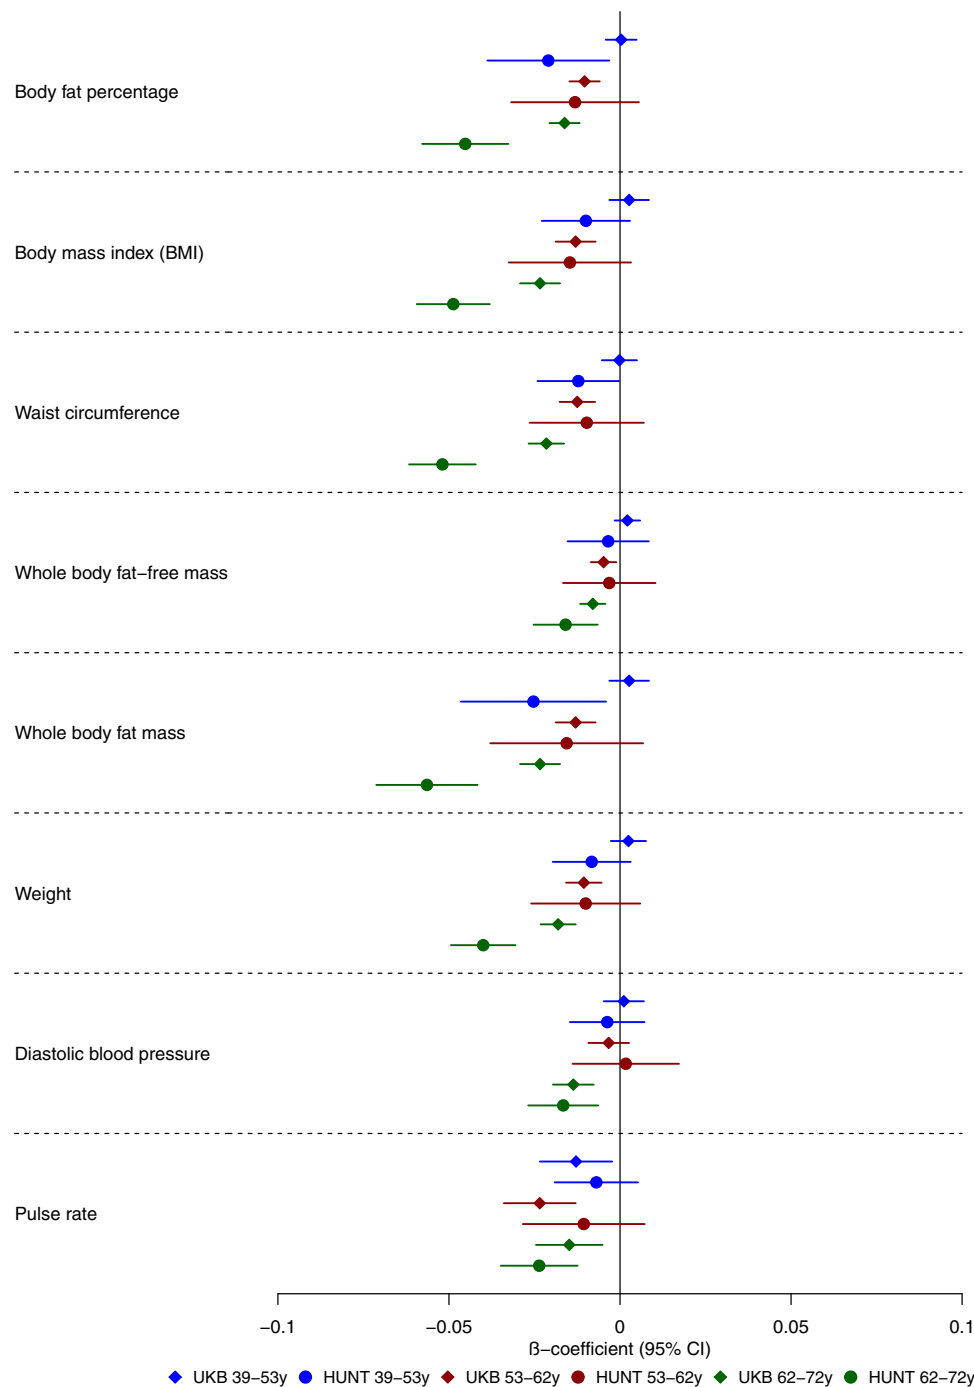 Body fat percentage
Body mass index (BMI)
Waist circumference
Whole body fat−free mass
Whole body fat mass
Weight
Diastolic blood pressure
Pulse rate
−0.1 −0.05 0 0.05 0.1
ß−coefficient (95% CI)
UKB 39−53y HUNT 39−53y UKB 53−62y HUNT 53−62y UKB 62−72y HUNT 62−72y